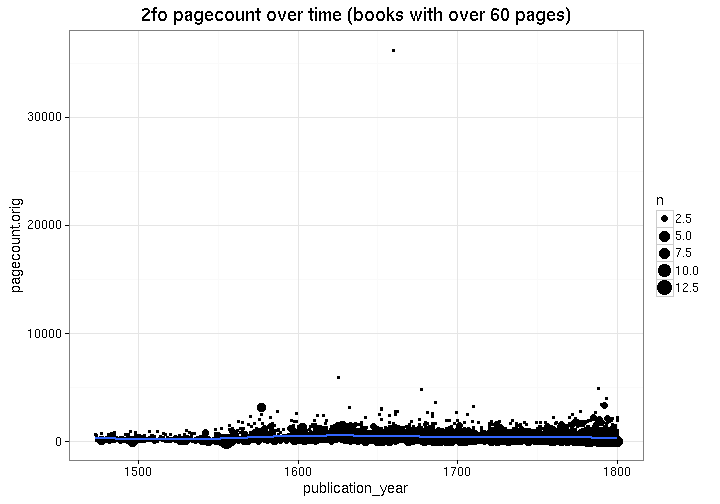 2fo pagecount over time (books with over 60 pages)
30000
20000
10000
0
pagecount.orig
1500 1600 1700 1800
publication_year
n
2.5
5.0
7.5
10.0
12.5